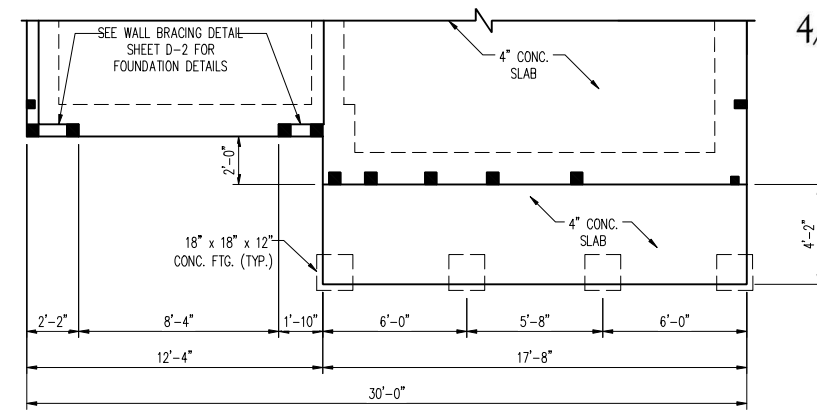 SEE WALL BRACING DETAIL
SHEET D-2 FOR
FOUNDATION DETAILS
4" CONC.
SLAB
4/
2'-0"
4" CONC.
SLAB
4'-2"
18" x 18" x 12"
CONC. FTG. (TYP.)
2'-2"
8'-4"
1'-10"
6'-0"
5'-8"
6'-0"
12'-4"
17'-8"
30'-0"